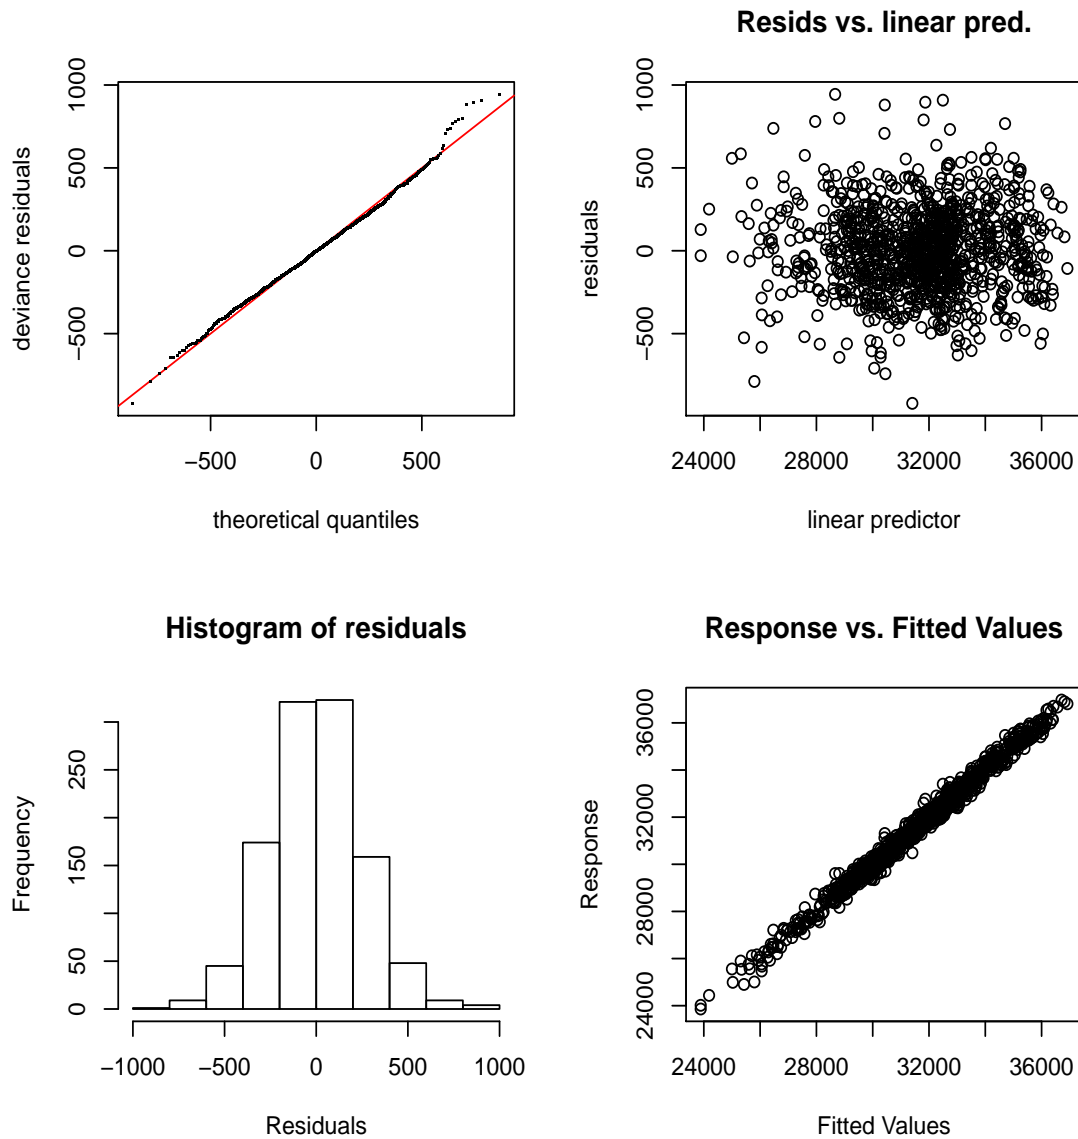 deviance residuals
1000
500
0
−500
−500 0 500
theoretical quantiles
Resids vs. linear pred.
residuals
1000
500
0
−500
24000 28000 32000 36000
linear predictor
Histogram of residuals
Frequency
250
150
50
0
−1000 −500 0 500 1000
Residuals
Response vs. Fitted Values
Response
36000
32000
28000
24000
24000 28000 32000 36000
Fitted Values